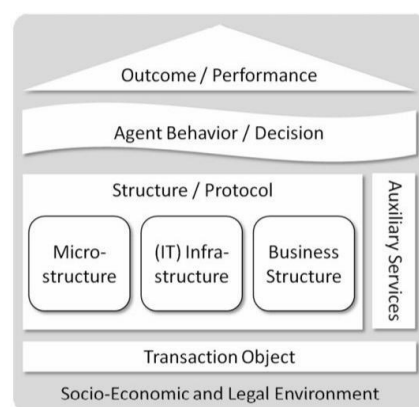 Outcome / Performance
Agent Behavior / Decision
Structure / Protocol
Micro-
structure
(IT) Infra-
structure
Business
Structure
Auxiliary Services
Transaction Object
Socio-Economic and Legal Environment